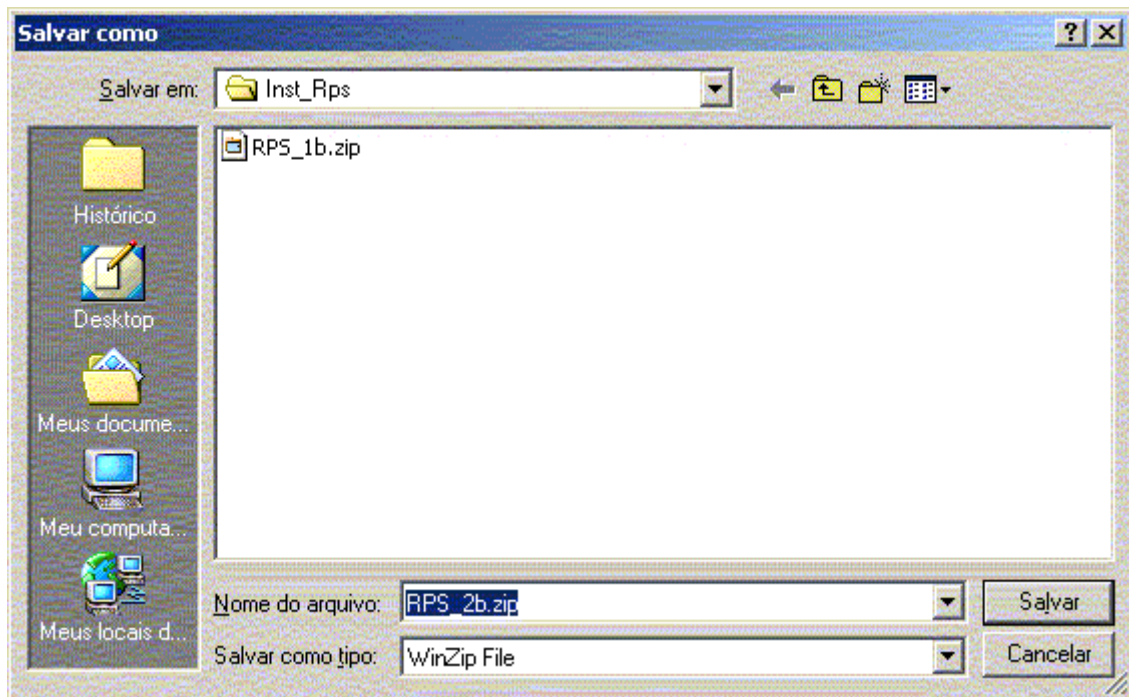 Salvar como
Salvar em: Inst_Rps
RPS_1b.zip
Histórico
Desktop
Meus docume...
Meu computa...
Meus locais d...
Nome do arquivo: RPS_2b.zip Salvar
Salvar como tipo: WinZip File Cancelar